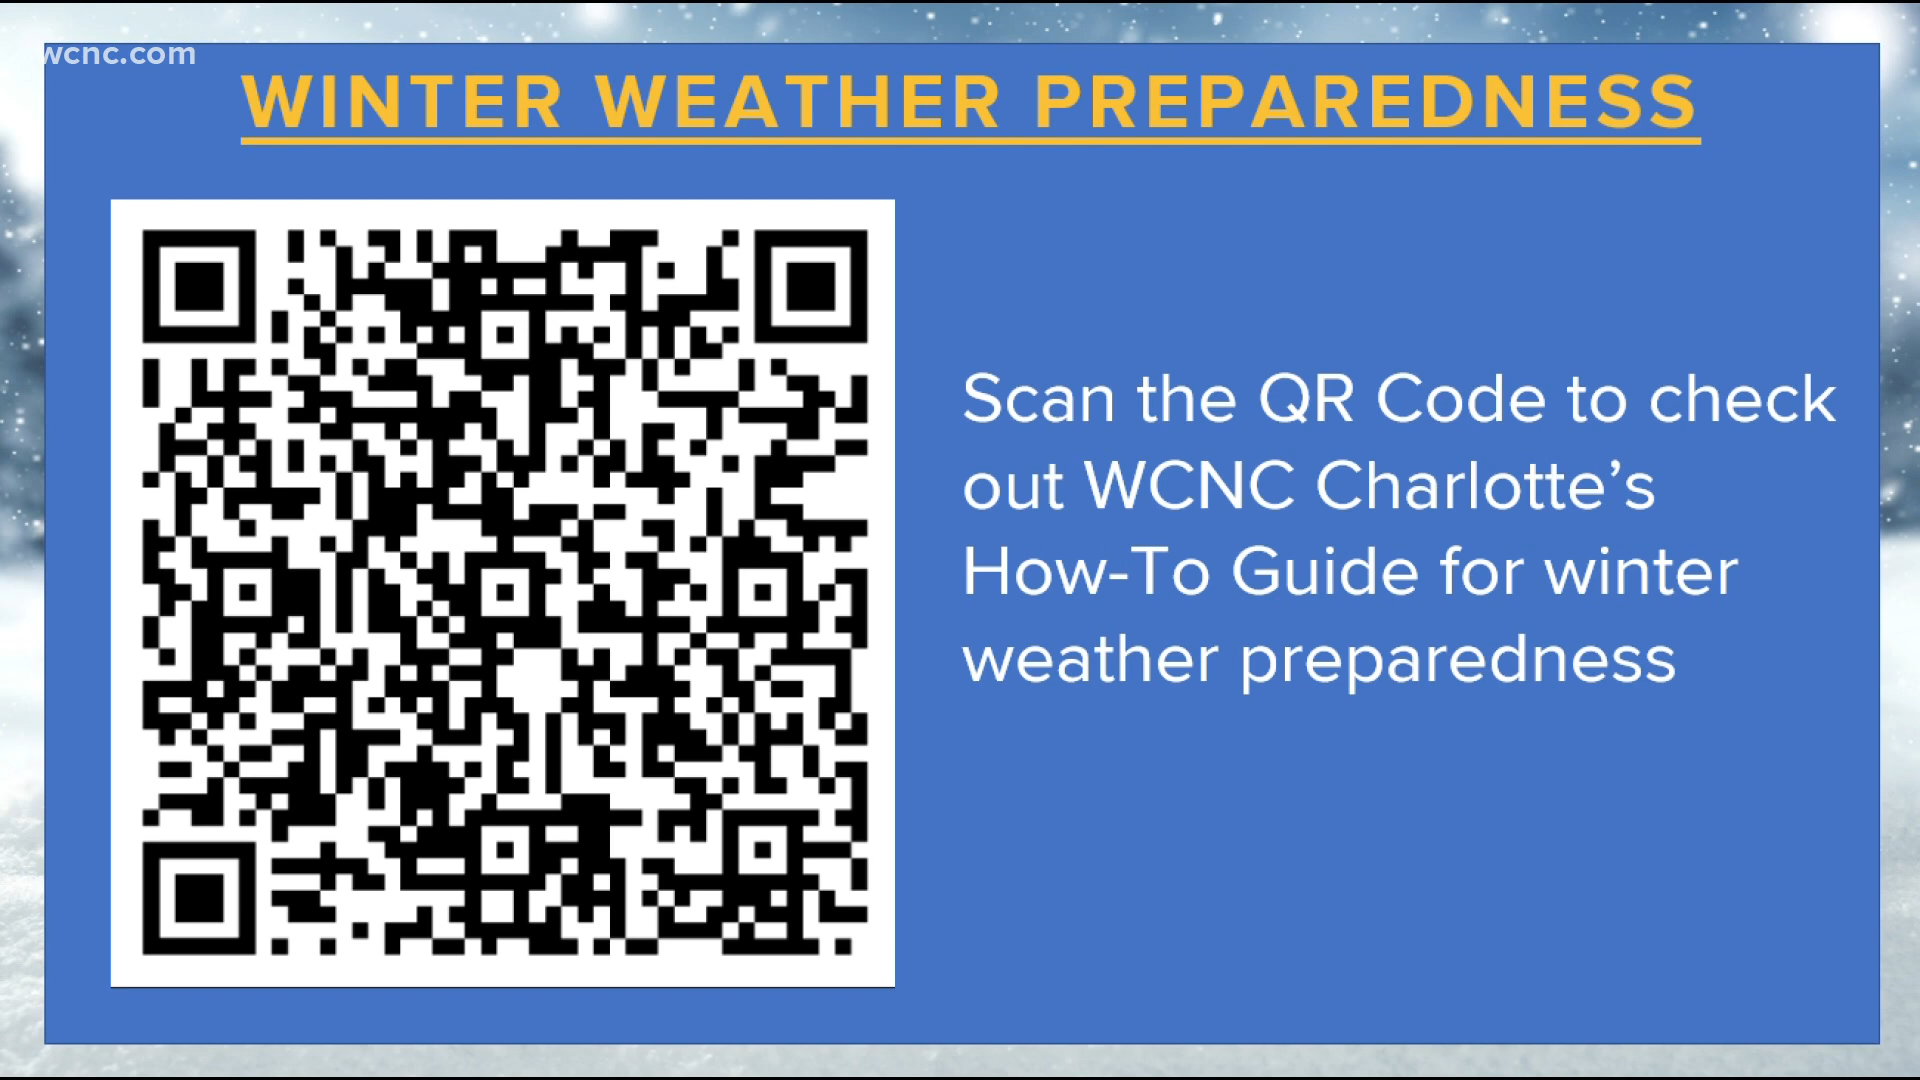 wcnc.com
WINTER WEATHER PREPAREDNESS
Scan the QR Code to check
out WCNC Charlotte’s
How-To Guide for winter
weather preparedness